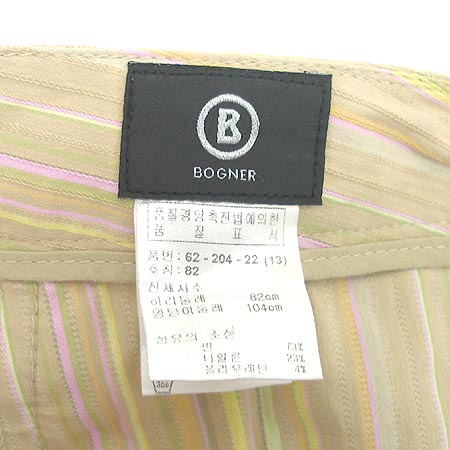 B
BOGNER
품질경영촉진법에의한
품 질 표 시
품번: 62-204-22 (13)
호칭: 82
신체치수
허리둘레 82cm
엉덩이둘레 104cm
섬유의 조성
면 73%
나일론 23%
폴리우레탄 4%